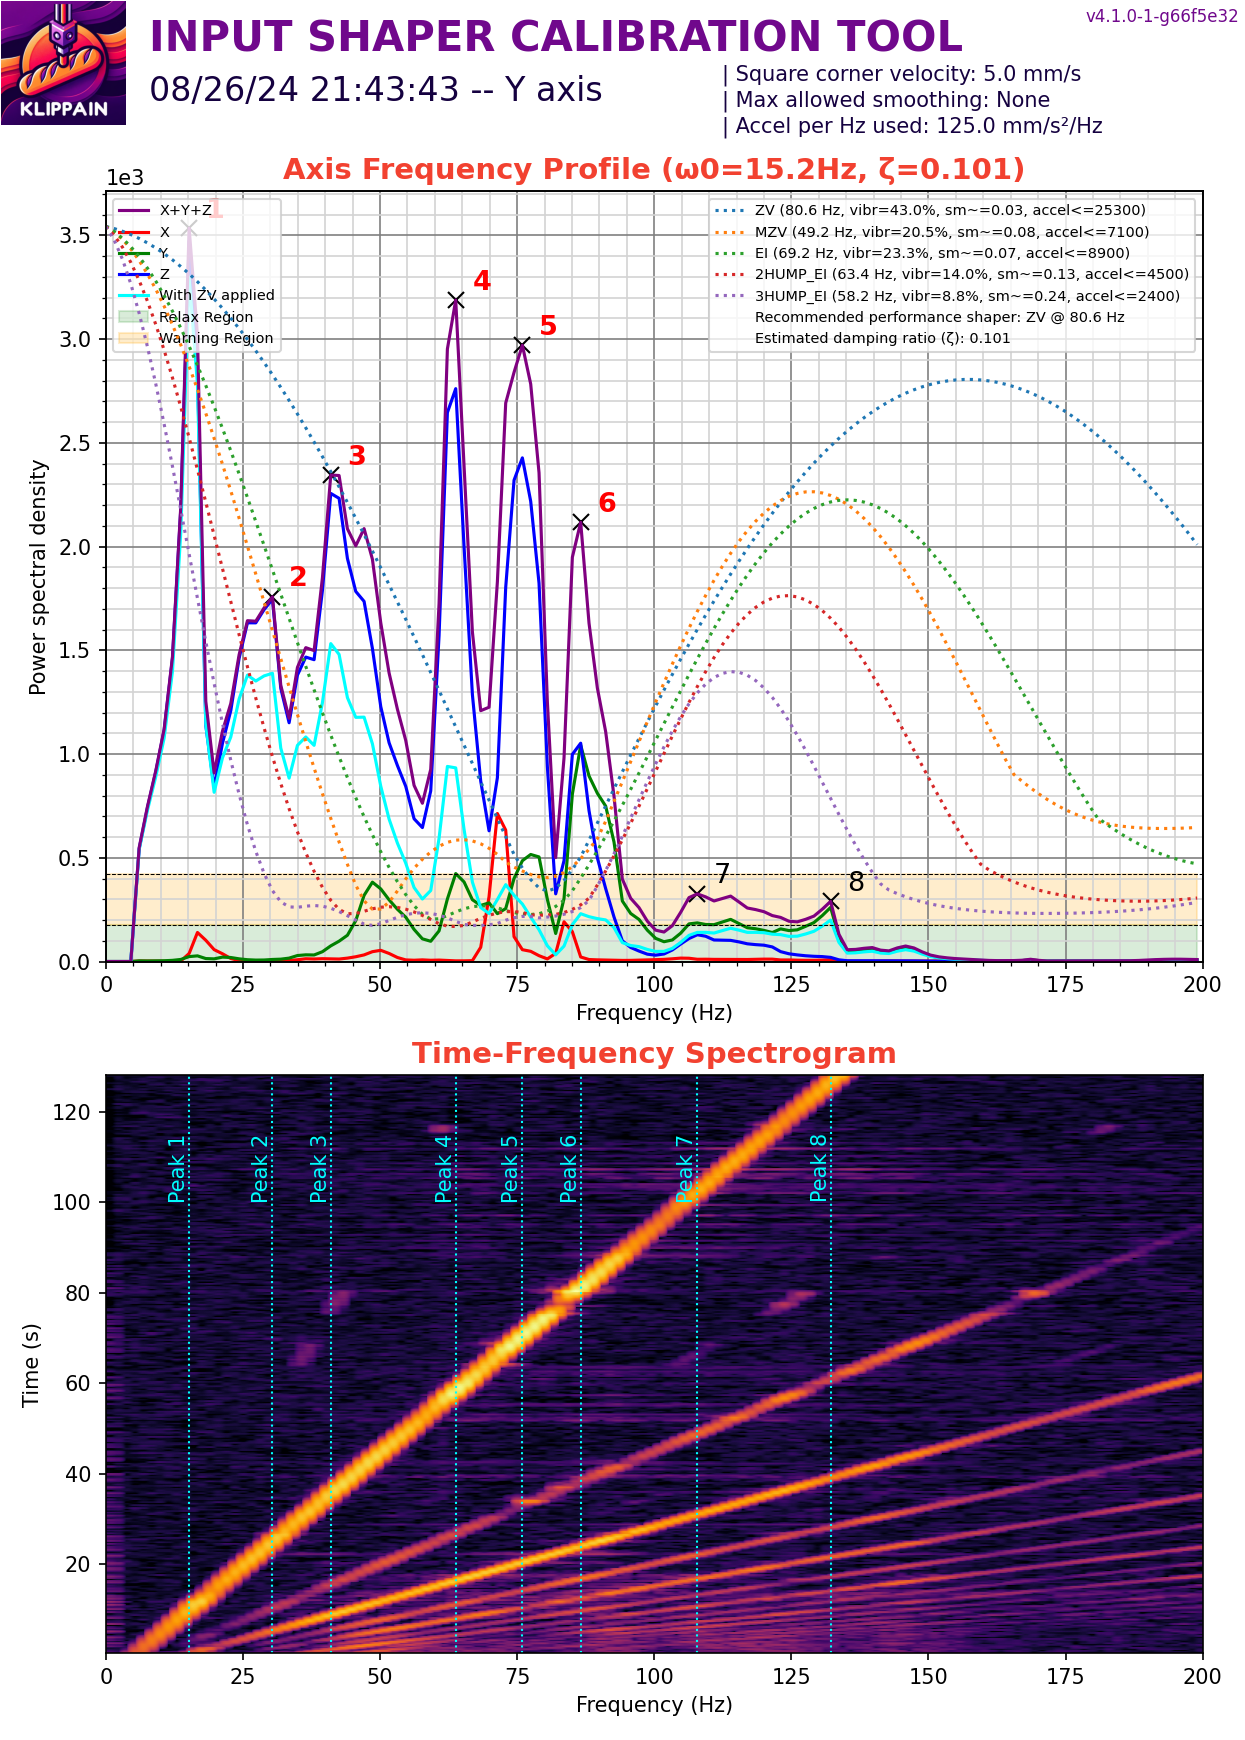 v4.1.0-1-g66f5e32
INPUT SHAPER CALIBRATION TOOL
08/26/24 21:43:43 -- Y axis
| Square corner velocity: 5.0 mm/s
| Max allowed smoothing: None
| Accel per Hz used: 125.0 mm/s²/Hz
KLIPPAIN
Axis Frequency Profile (ω0=15.2Hz, ζ=0.101)
1e3
X+Y+Z
X
Y
Z
With ZV applied
Relax Region
Warning Region
ZV (80.6 Hz, vibr=43.0%, sm~=0.03, accel<=25300)
MZV (49.2 Hz, vibr=20.5%, sm~=0.08, accel<=7100)
EI (69.2 Hz, vibr=23.3%, sm~=0.07, accel<=8900)
2HUMP_EI (63.4 Hz, vibr=14.0%, sm~=0.13, accel<=4500)
3HUMP_EI (58.2 Hz, vibr=8.8%, sm~=0.24, accel<=2400)
Recommended performance shaper: ZV @ 80.6 Hz
Estimated damping ratio (ζ): 0.101
1
2
3
4
5
6
7
8
Power spectral density
3.5
3.0
2.5
2.0
1.5
1.0
0.5
0.0
0 25 50 75 100 125 150 175 200
Frequency (Hz)
Time-Frequency Spectrogram
Peak 1
Peak 2
Peak 3
Peak 4
Peak 5
Peak 6
Peak 7
Peak 8
Time (s)
120
100
80
60
40
20
0 25 50 75 100 125 150 175 200
Frequency (Hz)